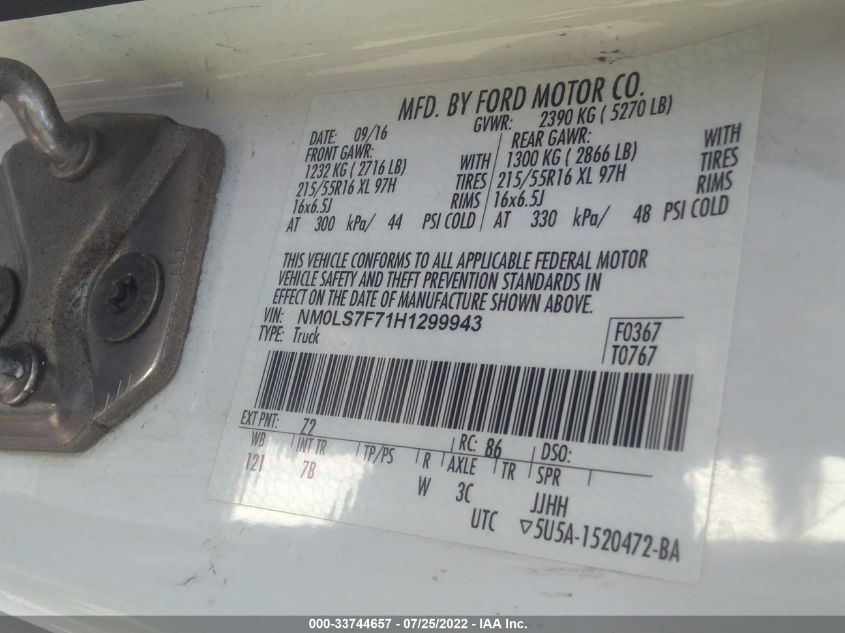 MFD. BY FORD MOTOR CO.
DATE: 09/16 GVWR: 2390 KG ( 5270 LB)
FRONT GAWR: REAR GAWR:
1232 KG ( 2716 LB) WITH 1300 KG ( 2866 LB) WITH
215/55R16 XL 97H TIRES 215/55R16 XL 97H TIRES
16x6.5J RIMS 16x6.5J RIMS
AT 300 kPa/ 44 PSI COLD AT 330 kPa/ 48 PSI COLD
THIS VEHICLE CONFORMS TO ALL APPLICABLE FEDERAL MOTOR
VEHICLE SAFETY AND THEFT PREVENTION STANDARDS IN
EFFECT ON THE DATE OF MANUFACTURE SHOWN ABOVE.
VIN: NM0LS7F71H1299943
TYPE: Truck
F0367
T0767
EXT PNT: Z2 RC: 86 DSO:
WB INT TR TP/PS R AXLE TR SPR
121 7B W 3C JJHH
UTC ▽5U5A-1520472-BA
000-33744657 - 07/25/2022 - IAA Inc.